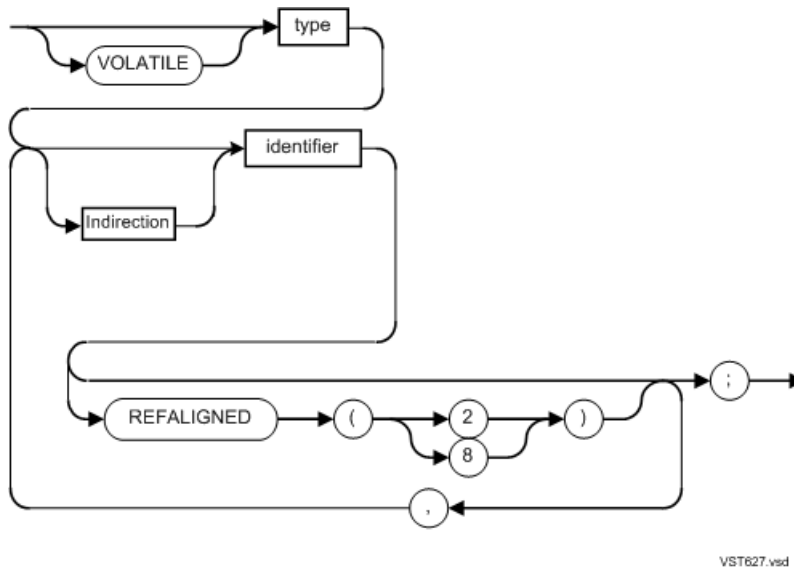 type
VOLATILE
identifier
Indirection
;
REFALIGNED ( 2 )
8
,
VST627.vsd